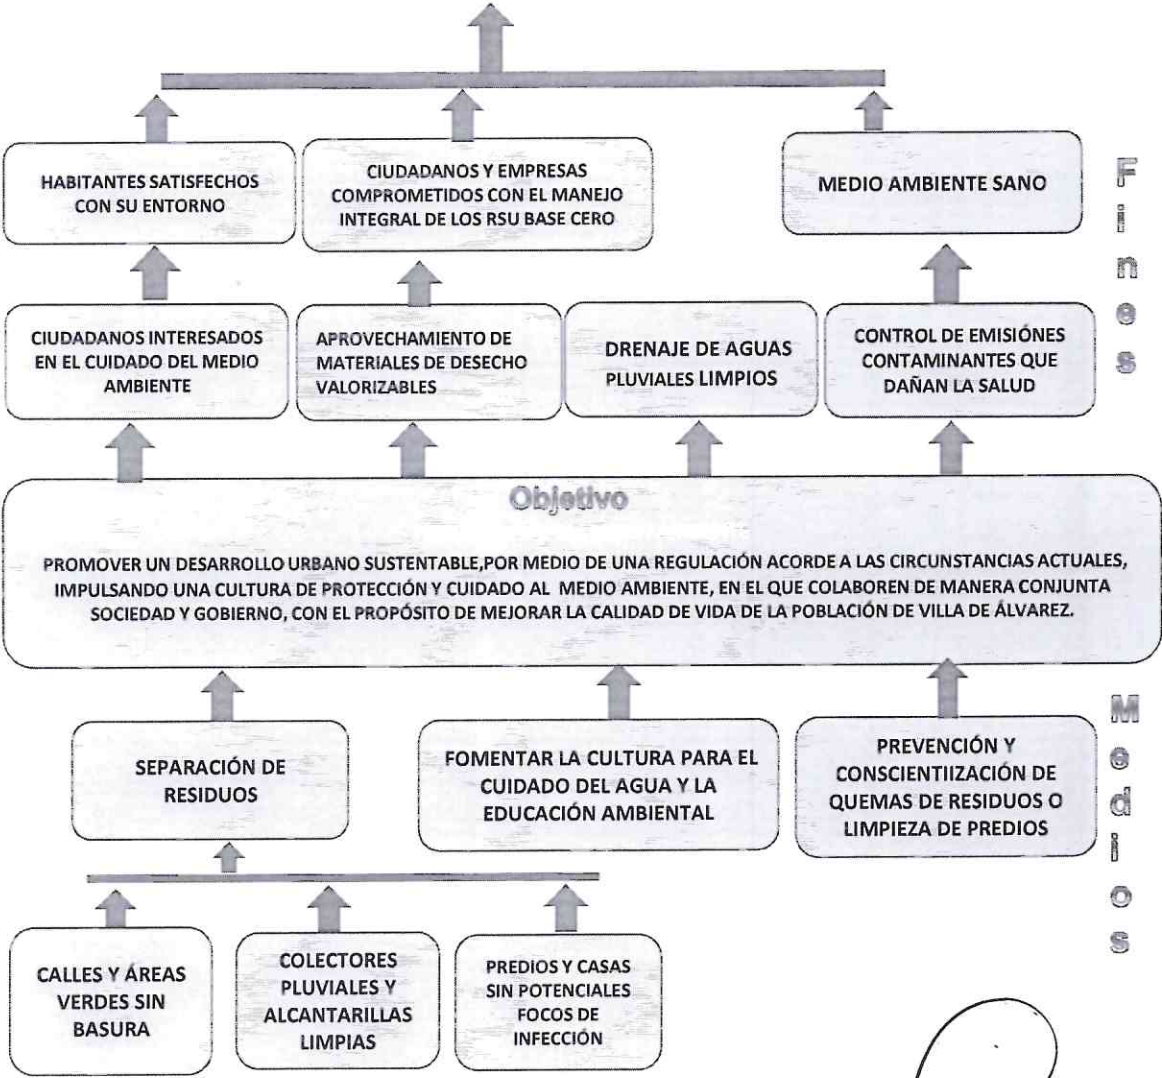 HABITANTES SATISFECHOS
CON SU ENTORNO
CIUDADANOS Y EMPRESAS
COMPROMETIDOS CON EL MANEJO
INTEGRAL DE LOS RSU BASE CERO
MEDIO AMBIENTE SANO
Fines
CIUDADANOS INTERESADOS
EN EL CUIDADO DEL MEDIO
AMBIENTE
APROVECHAMIENTO DE
MATERIALES DE DESECHO
VALORIZABLES
DRENAJE DE AGUAS
PLUVIALES LIMPIOS
CONTROL DE EMISIÓNES
CONTAMINANTES QUE
DAÑAN LA SALUD
Objetivo
PROMOVER UN DESARROLLO URBANO SUSTENTABLE,POR MEDIO DE UNA REGULACIÓN ACORDE A LAS CIRCUNSTANCIAS ACTUALES,
IMPULSANDO UNA CULTURA DE PROTECCIÓN Y CUIDADO AL MEDIO AMBIENTE, EN EL QUE COLABOREN DE MANERA CONJUNTA
SOCIEDAD Y GOBIERNO, CON EL PROPÓSITO DE MEJORAR LA CALIDAD DE VIDA DE LA POBLACIÓN DE VILLA DE ÁLVAREZ.
Medios
SEPARACIÓN DE
RESIDUOS
FOMENTAR LA CULTURA PARA EL
CUIDADO DEL AGUA Y LA
EDUCACIÓN AMBIENTAL
PREVENCIÓN Y
CONSCIENTIIZACIÓN DE
QUEMAS DE RESIDUOS O
LIMPIEZA DE PREDIOS
CALLES Y ÁREAS
VERDES SIN
BASURA
COLECTORES
PLUVIALES Y
ALCANTARILLAS
LIMPIAS
PREDIOS Y CASAS
SIN POTENCIALES
FOCOS DE
INFECCIÓN